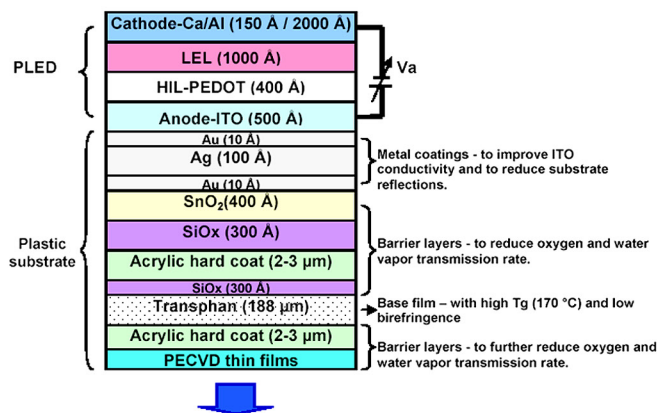 Cathode-Ca/Al (150 Å / 2000 Å)
PLED
LEL (1000 Å)
Va
HIL-PEDOT (400 Å)
Anode-ITO (500 Å)
Au (10 Å)
Ag (100 Å)
Au (10 Å)
Metal coatings - to improve ITO
conductivity and to reduce substrate
reflections.
Plastic
substrate
SnO₂(400 Å)
SiOx (300 Å)
Acrylic hard coat (2-3 µm)
SiOx (300 Å)
Barrier layers - to reduce oxygen and water
vapor transmission rate.
Transphan (188 µm)
Base film – with high Tg (170 °C) and low
birefringence
Acrylic hard coat (2-3 µm)
PECVD thin films
Barrier layers - to further reduce oxygen and
water vapor transmission rate.